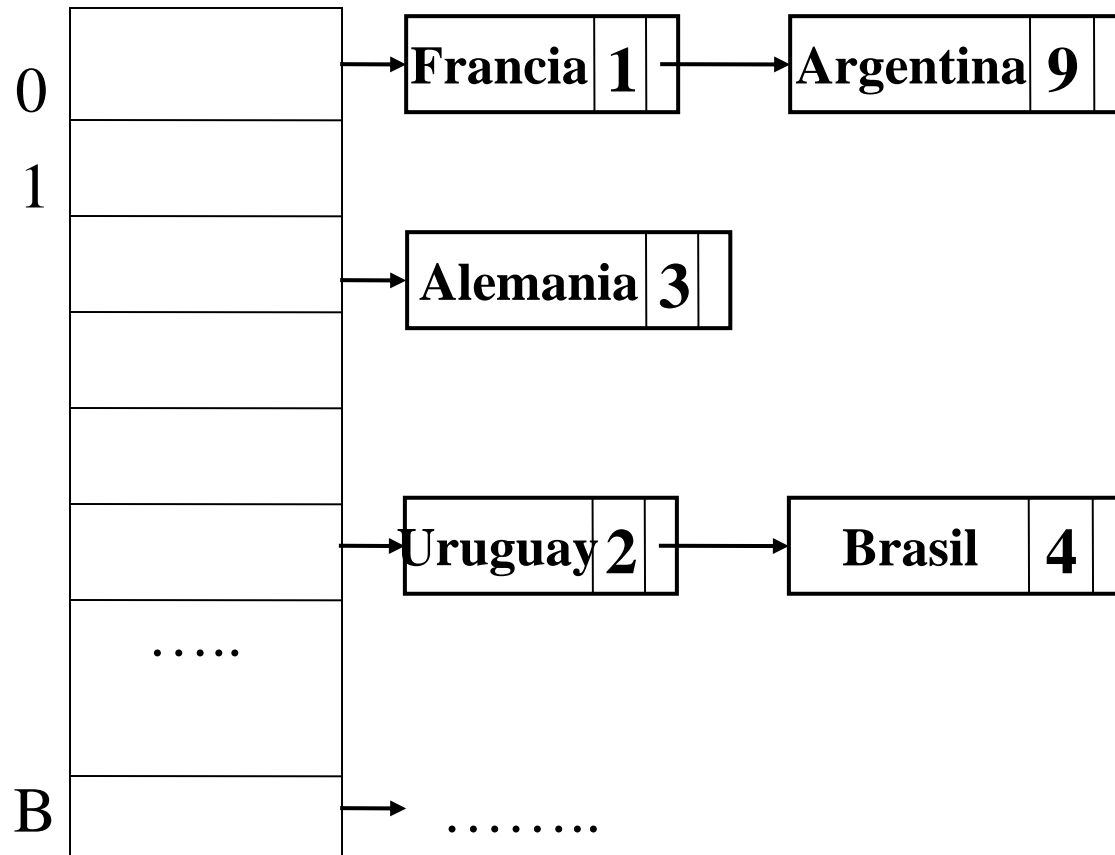 0 Francia 1 Argentina 9
1
Alemania 3
Uruguay 2 Brasil 4
.....
B ........